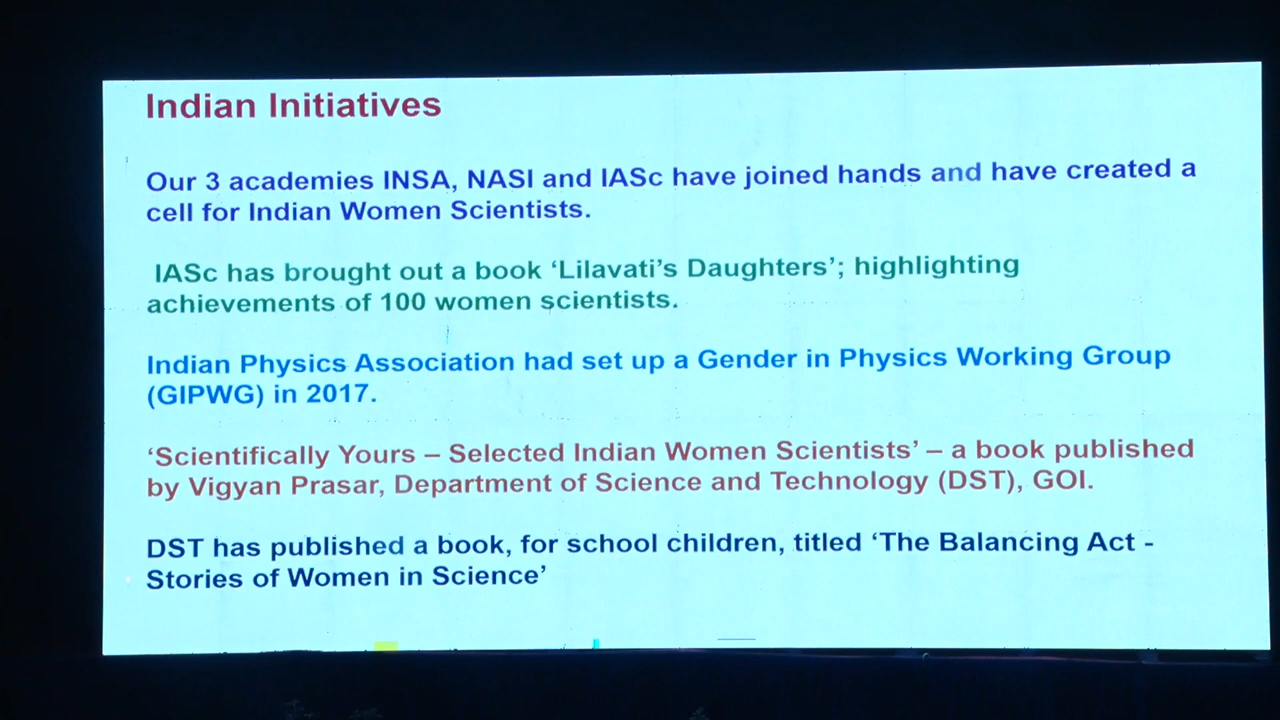 Indian Initiatives
Our 3 academies INSA, NASI and IASc have joined hands and have created a
cell for Indian Women Scientists.
IASc has brought out a book ‘Lilavati’s Daughters’; highlighting
achievements of 100 women scientists.
Indian Physics Association had set up a Gender in Physics Working Group
(GIPWG) in 2017.
‘Scientifically Yours – Selected Indian Women Scientists’ – a book published
by Vigyan Prasar, Department of Science and Technology (DST), GOI.
DST has published a book, for school children, titled ‘The Balancing Act -
Stories of Women in Science’